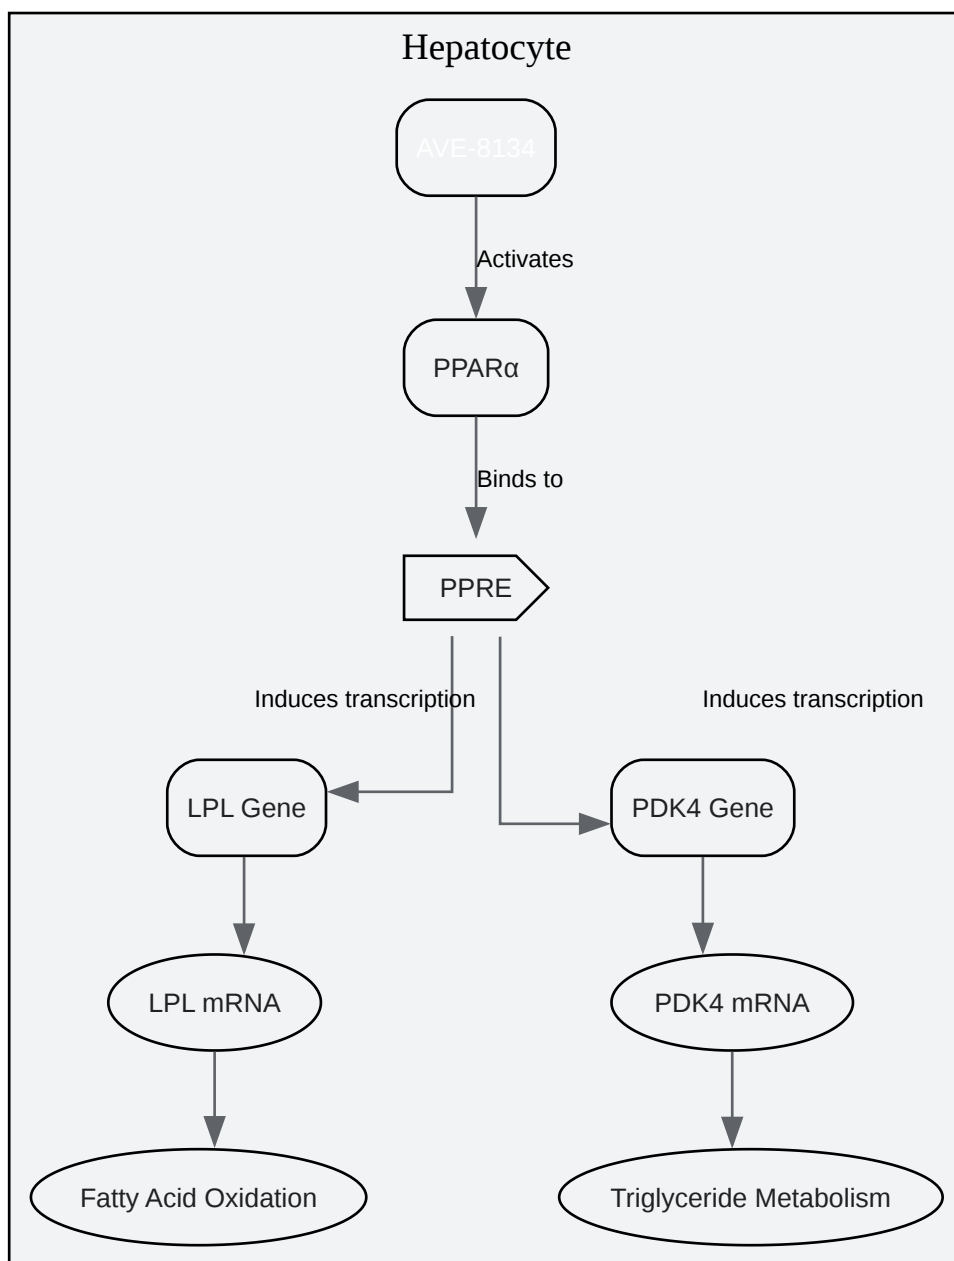 Hepatocyte
AVE-8134
Activates
PPARα
Binds to
PPRE
Induces transcription
Induces transcription
LPL Gene
PDK4 Gene
LPL mRNA
PDK4 mRNA
Fatty Acid Oxidation
Triglyceride Metabolism